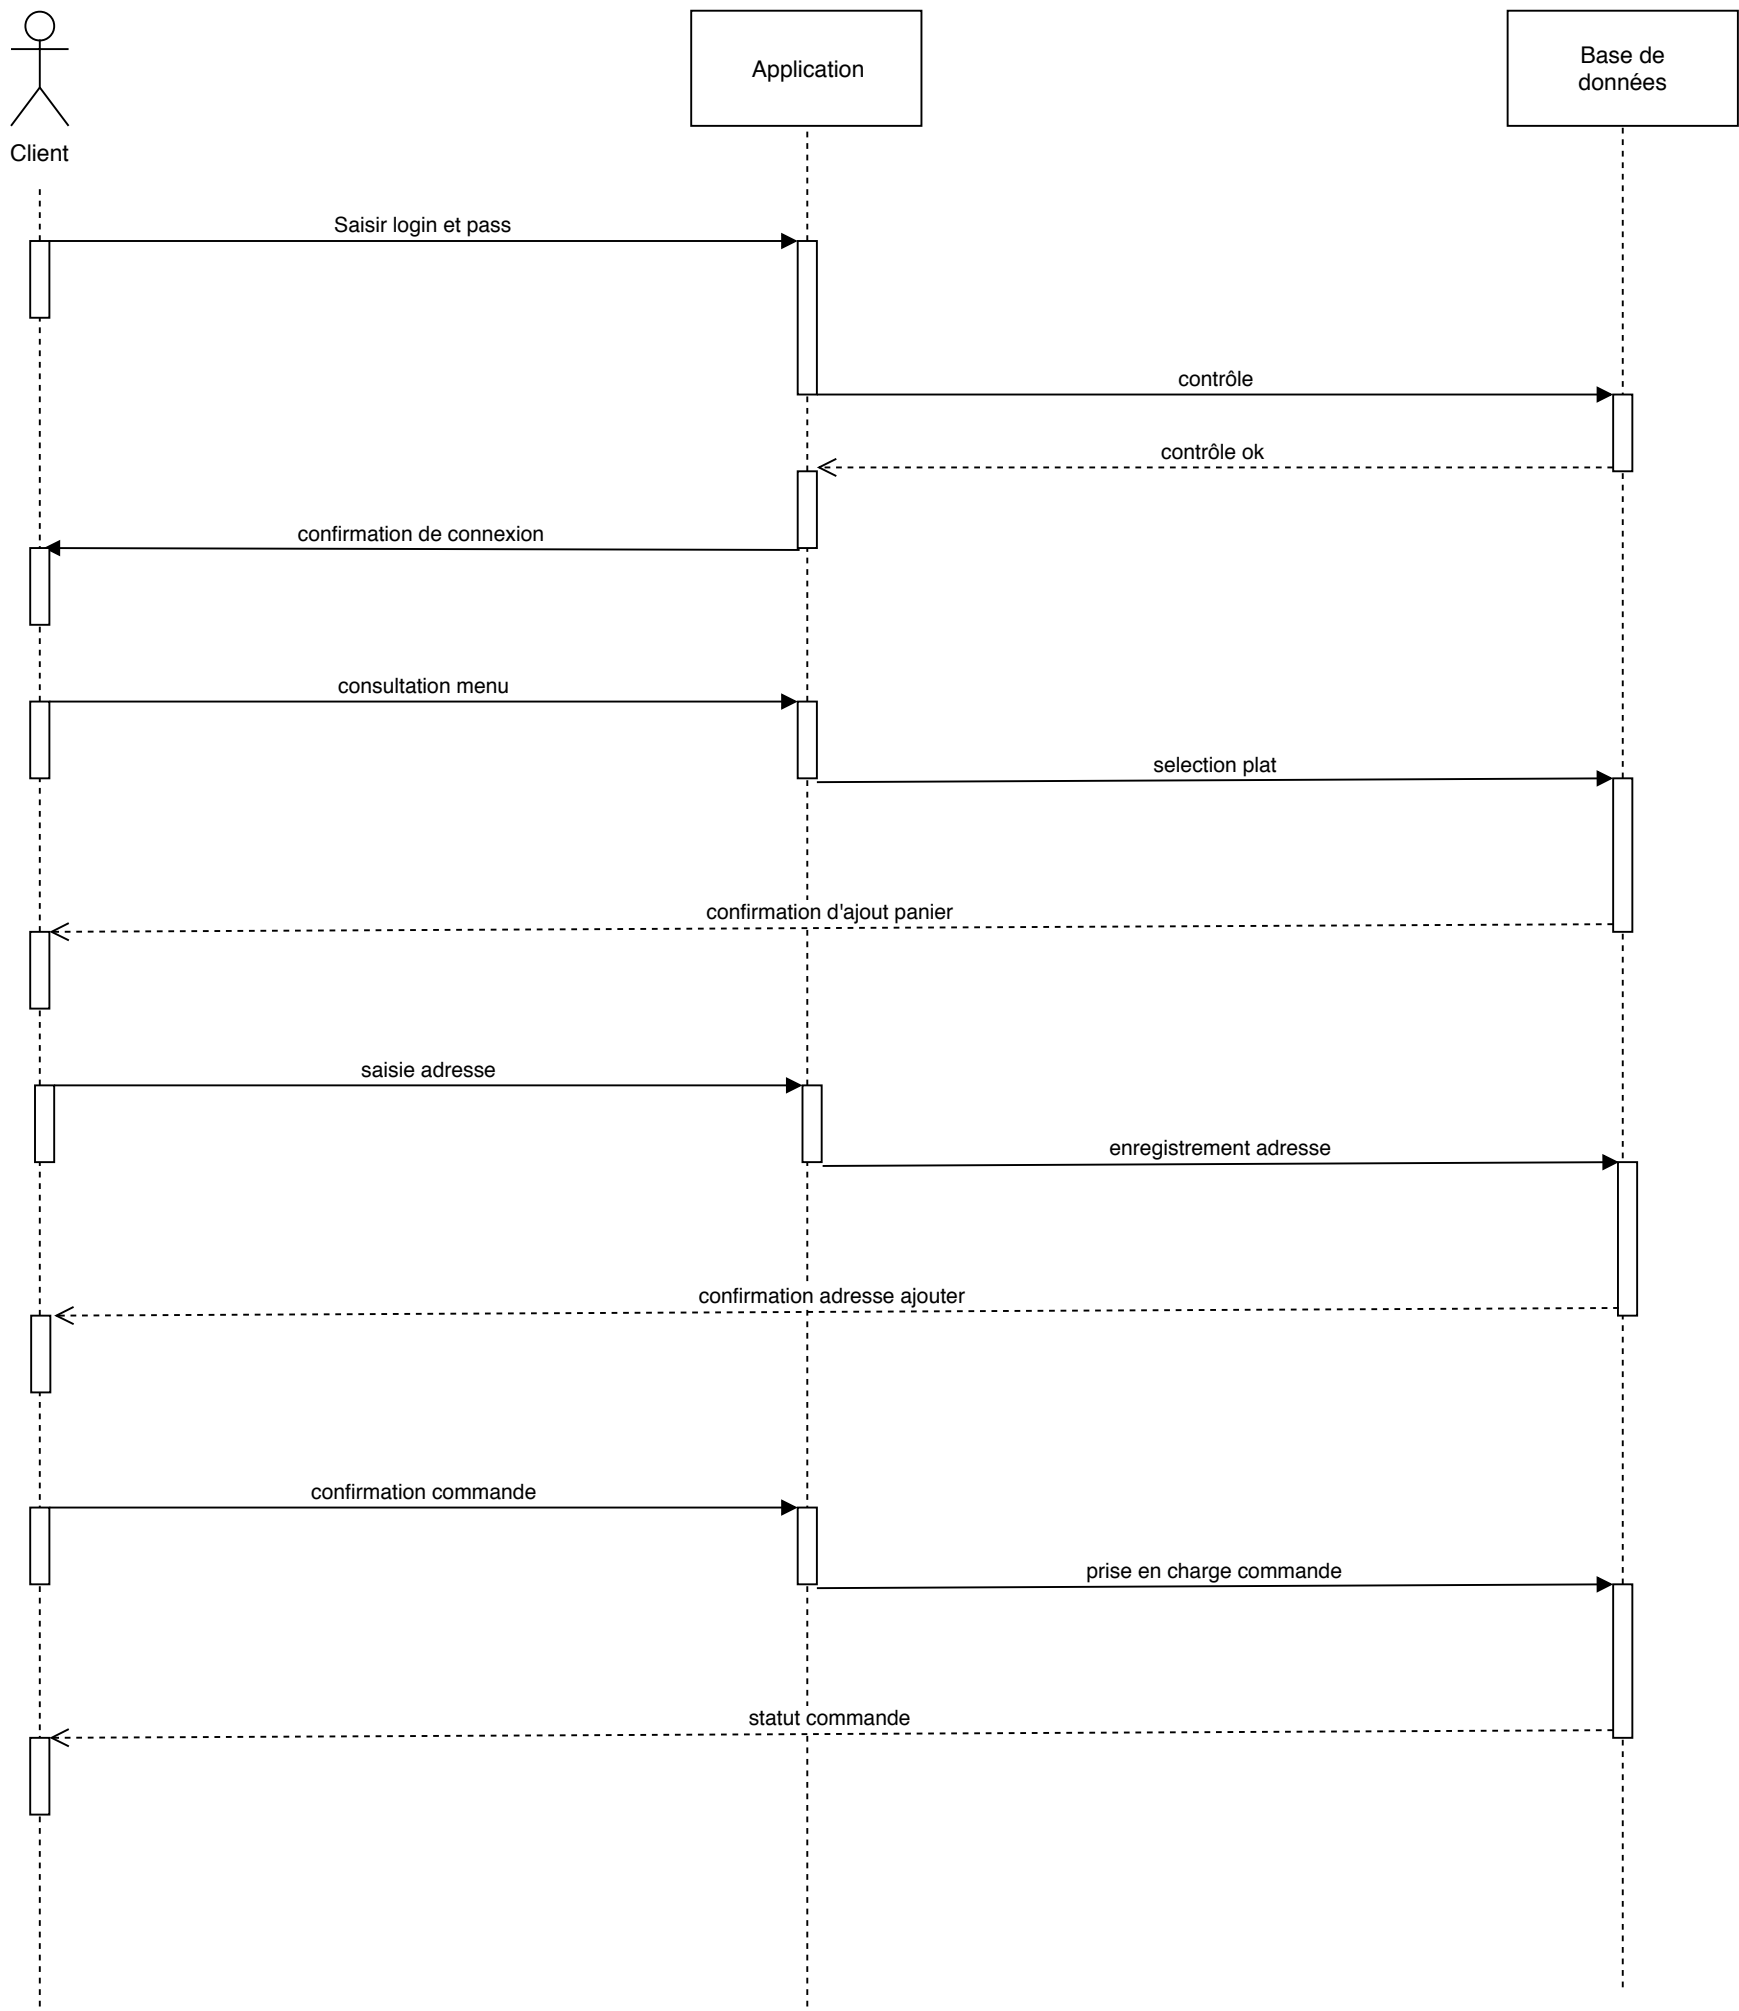 Application
Base de
données
Client
Saisir login et pass
contrôle
contrôle ok
confirmation de connexion
consultation menu
selection plat
confirmation d'ajout panier
saisie adresse
enregistrement adresse
confirmation adresse ajouter
confirmation commande
prise en charge commande
statut commande